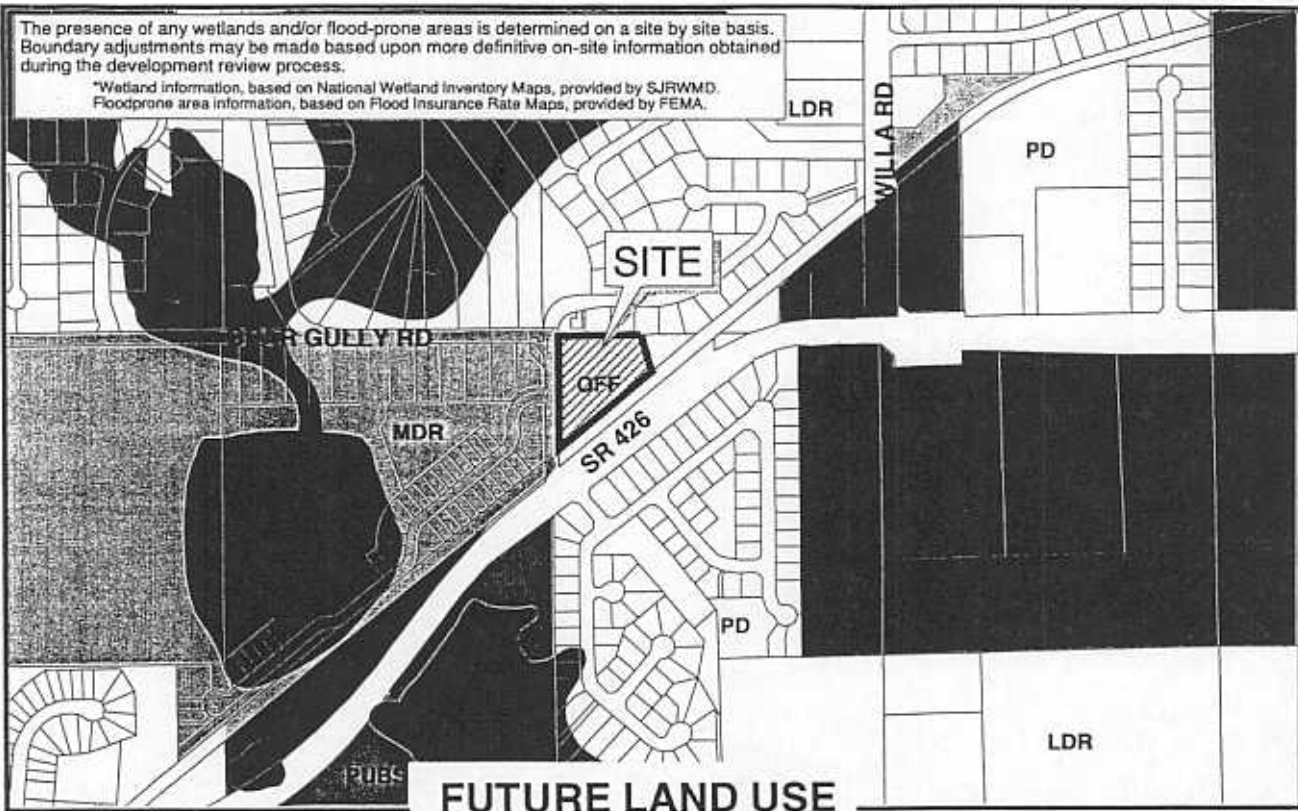 The presence of any wetlands and/or flood-prone areas is determined on a site by site basis.
Boundary adjustments may be made based upon more definitive on-site information obtained
during the development review process.
*Wetland information, based on National Wetland Inventory Maps, provided by SJRWMD.
Floodprone area information, based on Flood Insurance Rate Maps, provided by FEMA.
LDR
WILLA RD
PD
SITE
GULLY RD
OFF
MDR
SR 426
PD
LDR
PUBS
FUTURE LAND USE